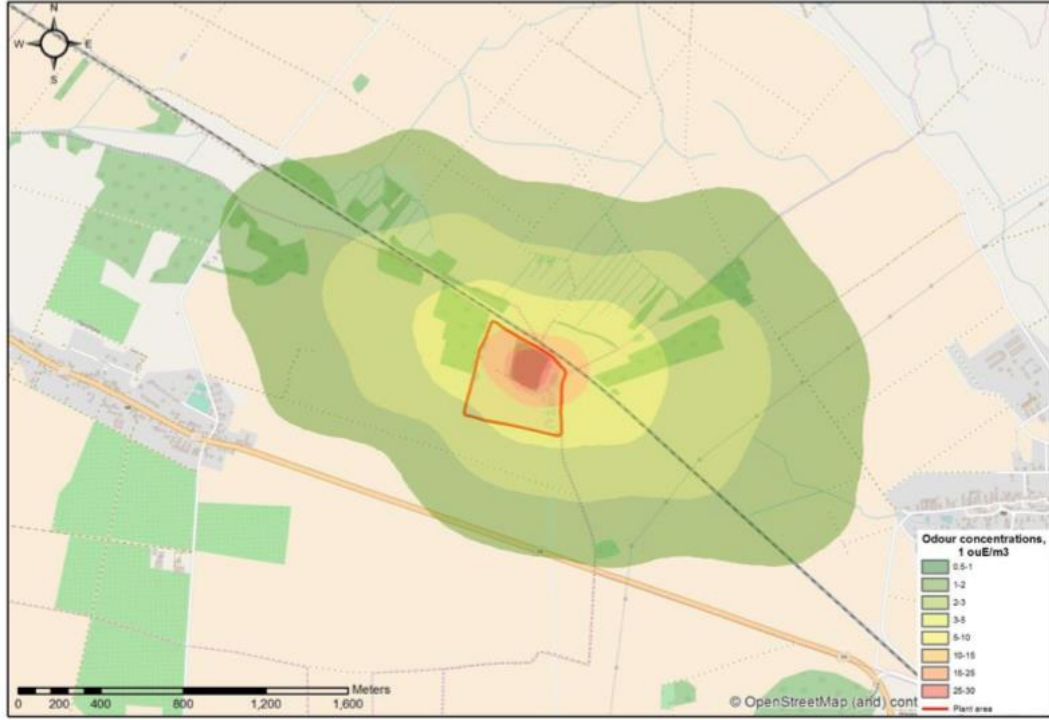 N
W E
S
Odour concentrations,
1 ouE/m3
0.5-1
1-2
2-3
3-5
5-10
10-15
15-25
25-30
Plant area
Meters
0 200 400 800 1,200 1,600
© OpenStreetMap (and) cont